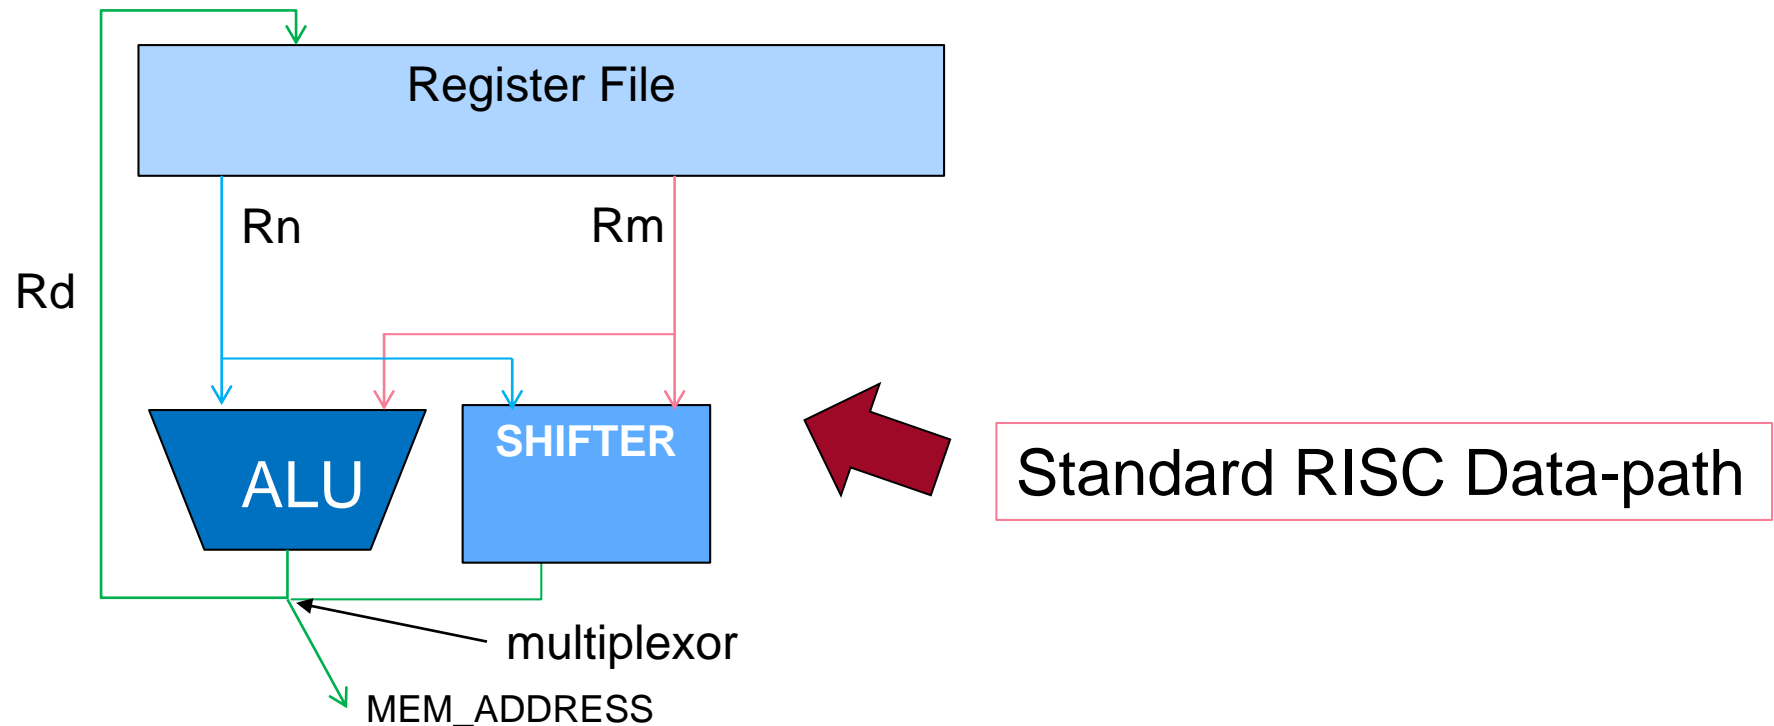 Register File
Rn
Rm
Rd
SHIFTER
ALU
Standard RISC Data-path
multiplexor
MEM_ADDRESS